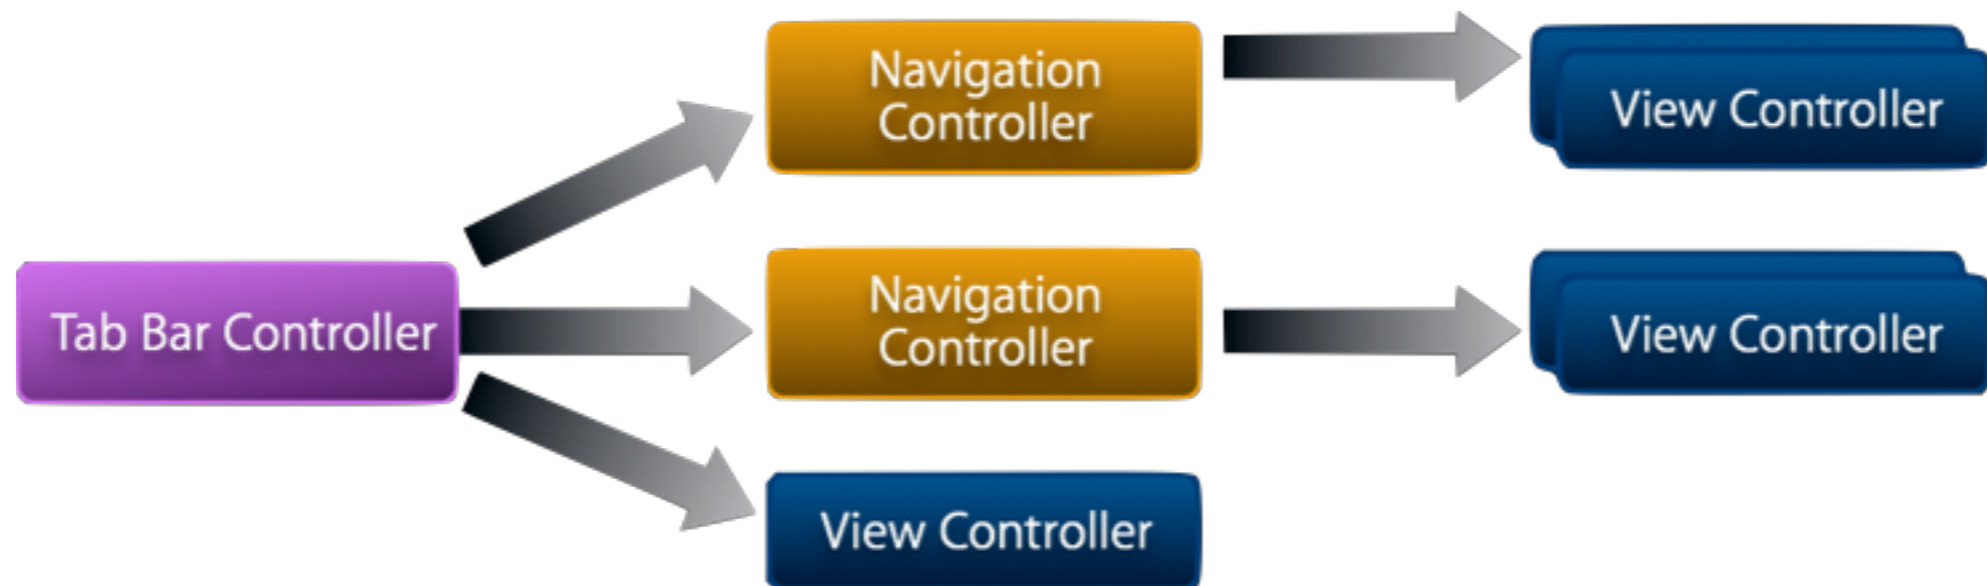 Navigation
Controller
View Controller
Tab Bar Controller
Navigation
Controller
View Controller
View Controller